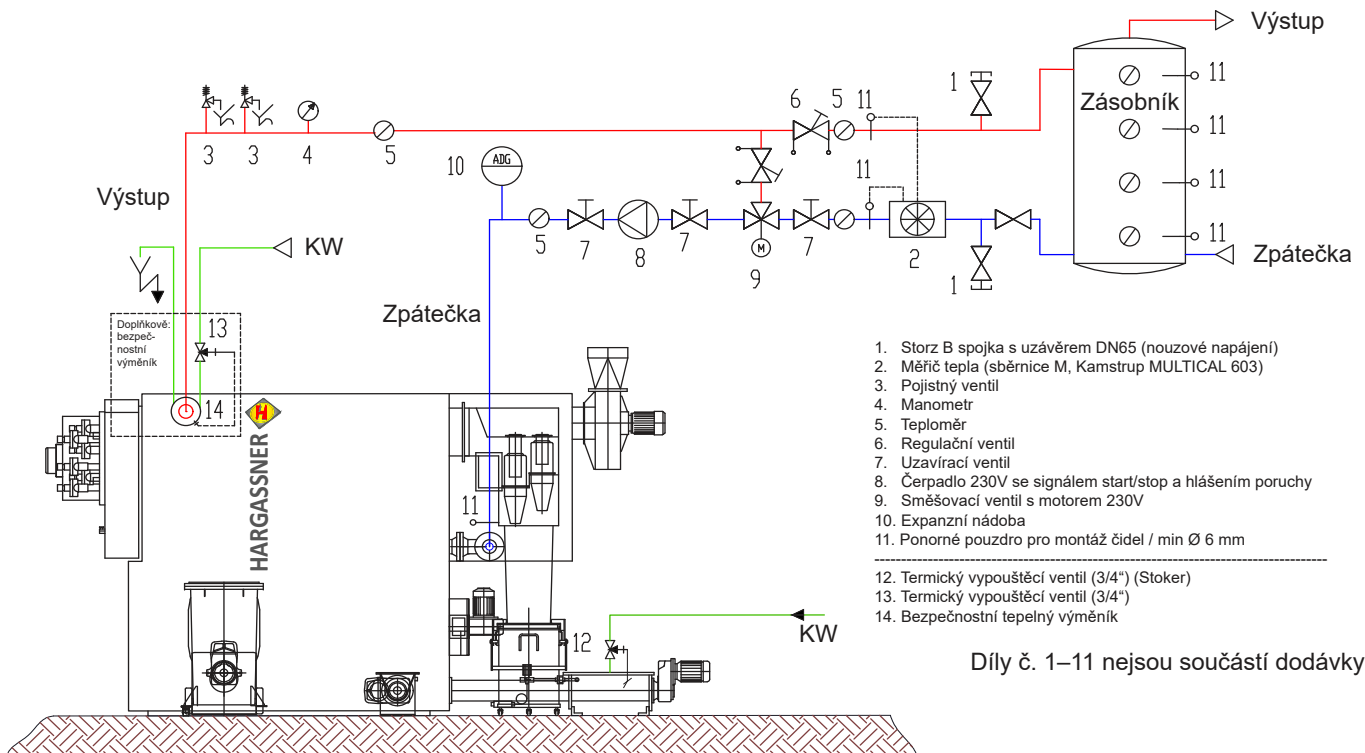 Výstup
11
1
Zásobník
6
5
11
11
3
3
4
5
ADG
10
11
11
Výstup
KW
5
7
8
7
M
9
7
2
1
11
Zpátečka
Zpátečka
Doplňkově:
bezpeč-
nostní
výměník
13
14
H
HARGASSNER
11
12
KW
1. Storz B spojka s uzávěrem DN65 (nouzové napájení)
2. Měřič tepla (sběrnice M, Kamstrup MULTICAL 603)
3. Pojistný ventil
4. Manometr
5. Teploměr
6. Regulační ventil
7. Uzavírací ventil
8. Čerpadlo 230V se signálem start/stop a hlášením poruchy
9. Směšovací ventil s motorem 230V
10. Expanzní nádoba
11. Ponorné pouzdro pro montáž čidel / min Ø 6 mm
12. Termický vypouštěcí ventil (3/4“) (Stoker)
13. Termický vypouštěcí ventil (3/4“)
14. Bezpečnostní tepelný výměník
Díly č. 1–11 nejsou součástí dodávky